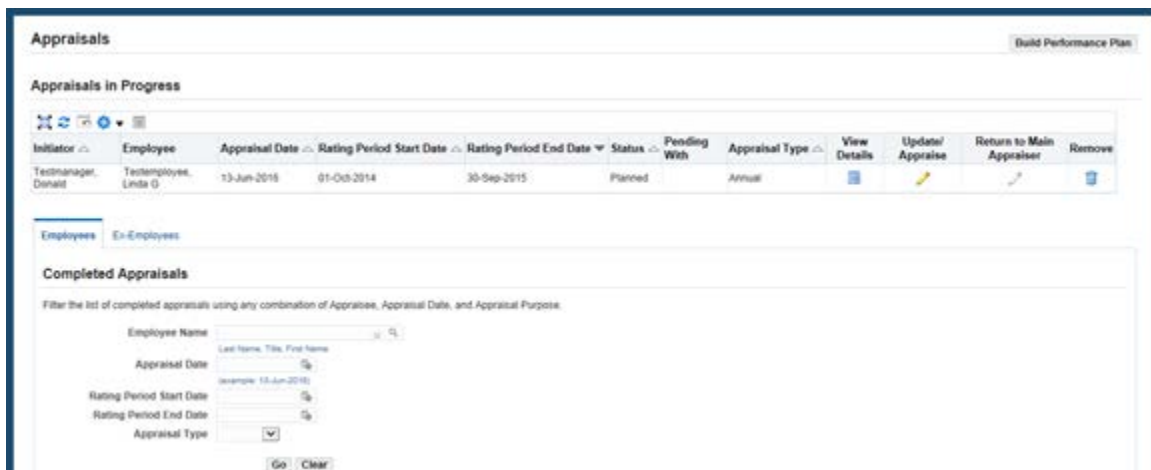 Appraisals
Build Performance Plan
Appraisals in Progress
Initiator Employee Appraisal Date Rating Period Start Date Rating Period End Date Status Pending With Appraisal Type View Details Update/ Appraise Return to Main Appraiser Remove
Testmanager, Donald Testemployee, Linda G 13-Jun-2016 01-Oct-2014 30-Sep-2015 Planned Annual
Employees Ex-Employees
Completed Appraisals
Filter the list of completed appraisals using any combination of Appraisee, Appraisal Date, and Appraisal Purpose.
Employee Name
Last Name, Title, First Name
Appraisal Date
(example: 13-Jun-2016)
Rating Period Start Date
Rating Period End Date
Appraisal Type
Go Clear